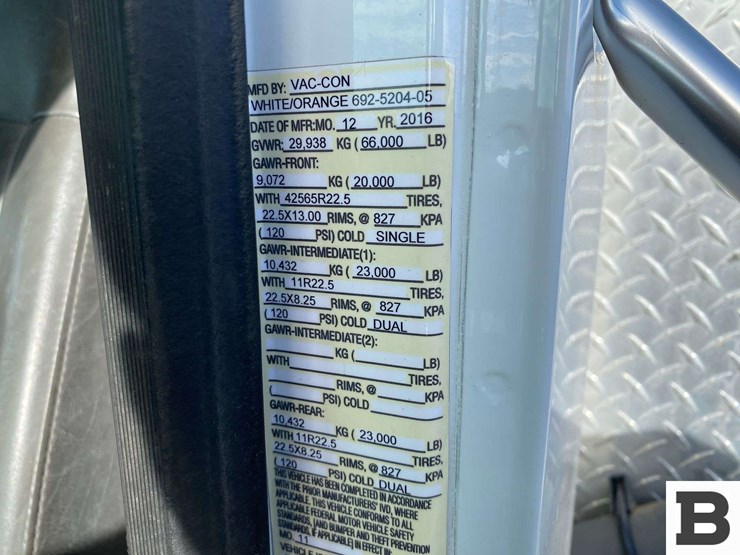 MFD BY: VAC-CON
WHITE/ORANGE 692-5204-05
DATE OF MFR:MO. 12 YR. 2016
GVWR: 29,938 KG ( 66,000 LB)
GAWR-FRONT:
9,072 KG ( 20,000 LB)
WITH 42565R22.5 TIRES,
22.5X13.00 RIMS, @ 827 KPA
( 120 PSI) COLD SINGLE
GAWR-INTERMEDIATE(1):
10,432 KG ( 23,000 LB)
WITH 11R22.5 TIRES,
22.5X8.25 RIMS, @ 827 KPA
( 120 PSI) COLD DUAL
GAWR-INTERMEDIATE(2):
KG ( LB)
WITH TIRES,
RIMS, @ KPA
( PSI) COLD
GAWR-REAR:
10,432 KG ( 23,000 LB)
WITH 11R22.5 TIRES,
22.5X8.25 RIMS, @ 827 KPA
( 120 PSI) COLD DUAL
THIS VEHICLE HAS BEEN COMPLETED IN ACCORDANCE
WITH THE PRIOR MANUFACTURERS' IVD, WHERE
APPLICABLE. THIS VEHICLE CONFORMS TO ALL
APPLICABLE FEDERAL MOTOR VEHICLE SAFETY
STANDARDS, [AND BUMPER AND THEFT PREVENTION
STANDARDS, IF APPLICABLE] IN EFFECT IN:
MO. 11
VEHICLE
B